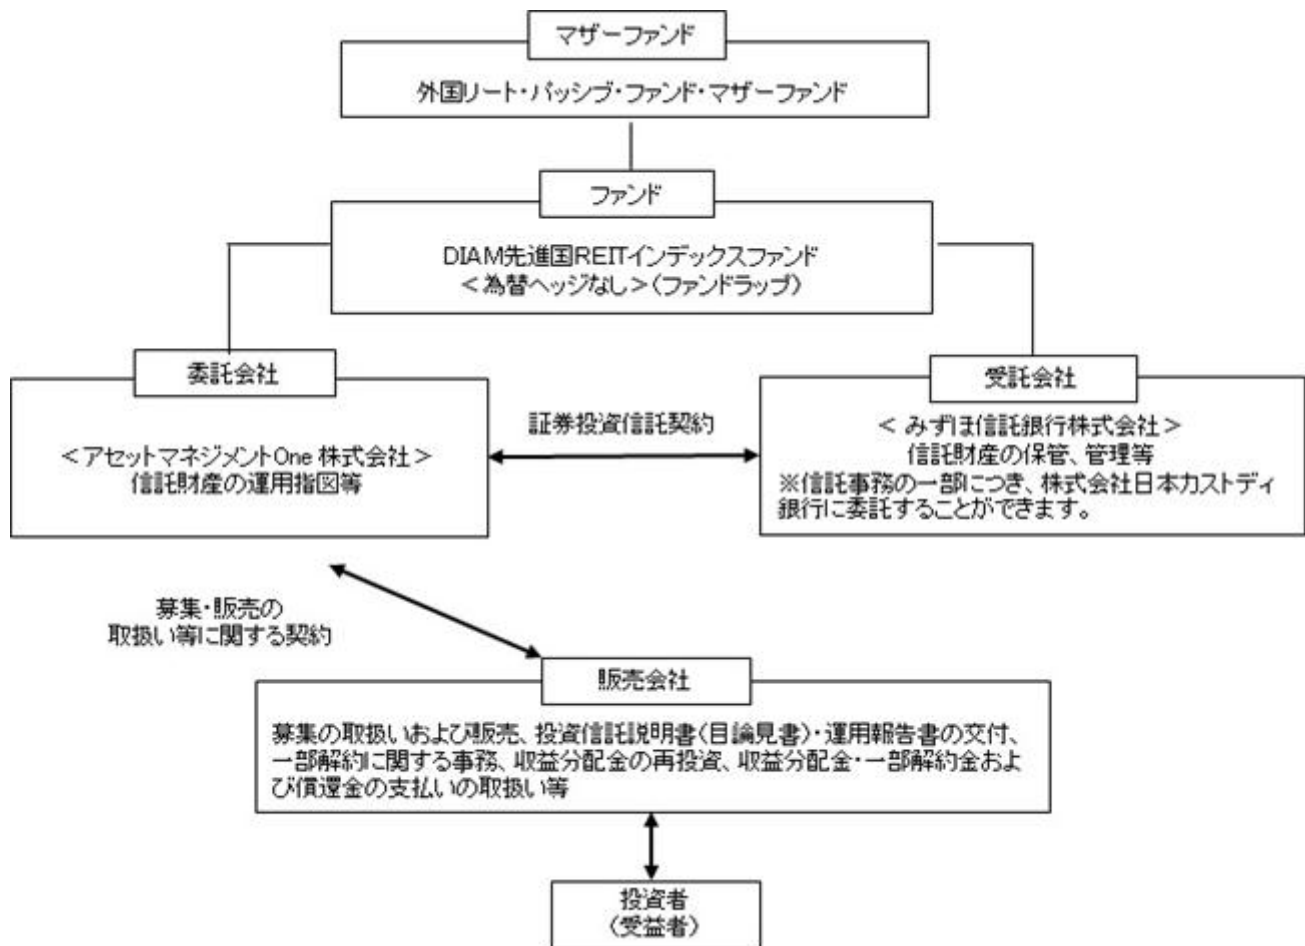 マザーファンド
外国リート・パッシブ・ファンド・マザーファンド
ファンド
DIAM先進国REITインデックスファンド
＜為替ヘッジなし＞（ファンドラップ）
委託会社
＜アセットマネジメントOne 株式会社＞
信託財産の運用指図等
証券投資信託契約
受託会社
＜ みずほ信託銀行株式会社＞
信託財産の保管、管理等
※信託事務の一部につき、株式会社日本カストディ
銀行に委託することができます。
募集・販売の
取扱い等に関する契約
販売会社
募集の取扱いおよび販売、投資信託説明書（目論見書）・運用報告書の交付、
一部解約に関する事務、収益分配金の再投資、収益分配金・一部解約金およ
び償還金の支払いの取扱い等
投資者
（受益者）